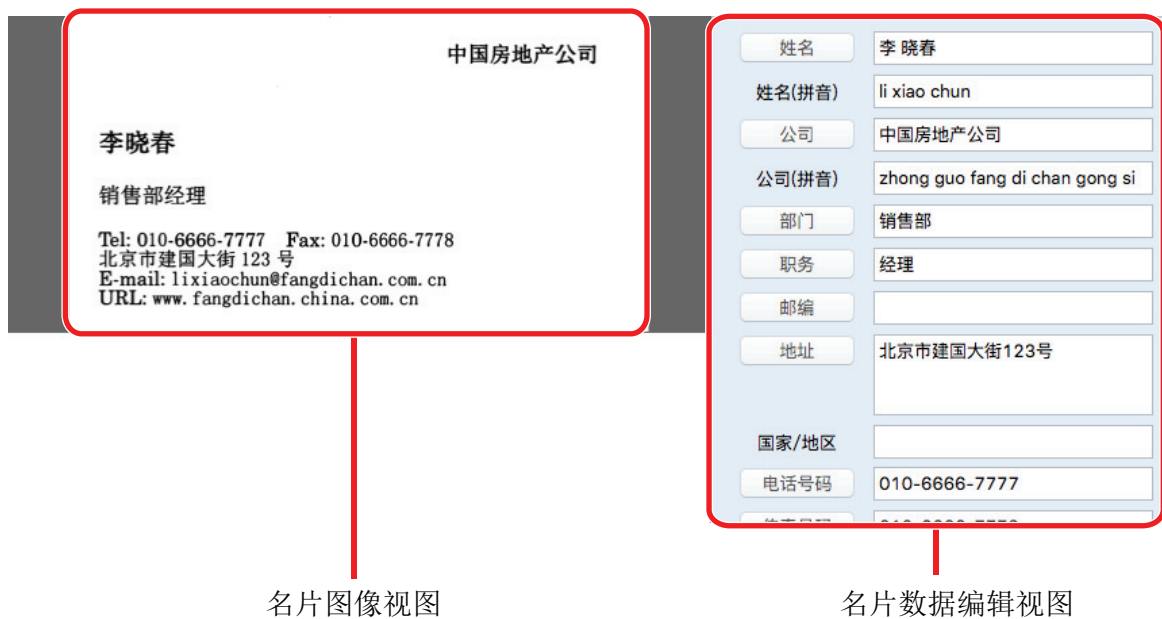 中国房地产公司
李晓春
销售部经理
Tel: 010-6666-7777 Fax: 010-6666-7778
北京市建国大街 123 号
E-mail: lixiaochun@fangdichan.com.cn
URL: www.fangdichan.china.com.cn
姓名 李 晓春
姓名(拼音) li xiao chun
公司 中国房地产公司
公司(拼音) zhong guo fang di chan gong si
部门 销售部
职务 经理
邮编
地址 北京市建国大街123号
国家/地区
电话号码 010-6666-7777
名片图像视图
名片数据编辑视图